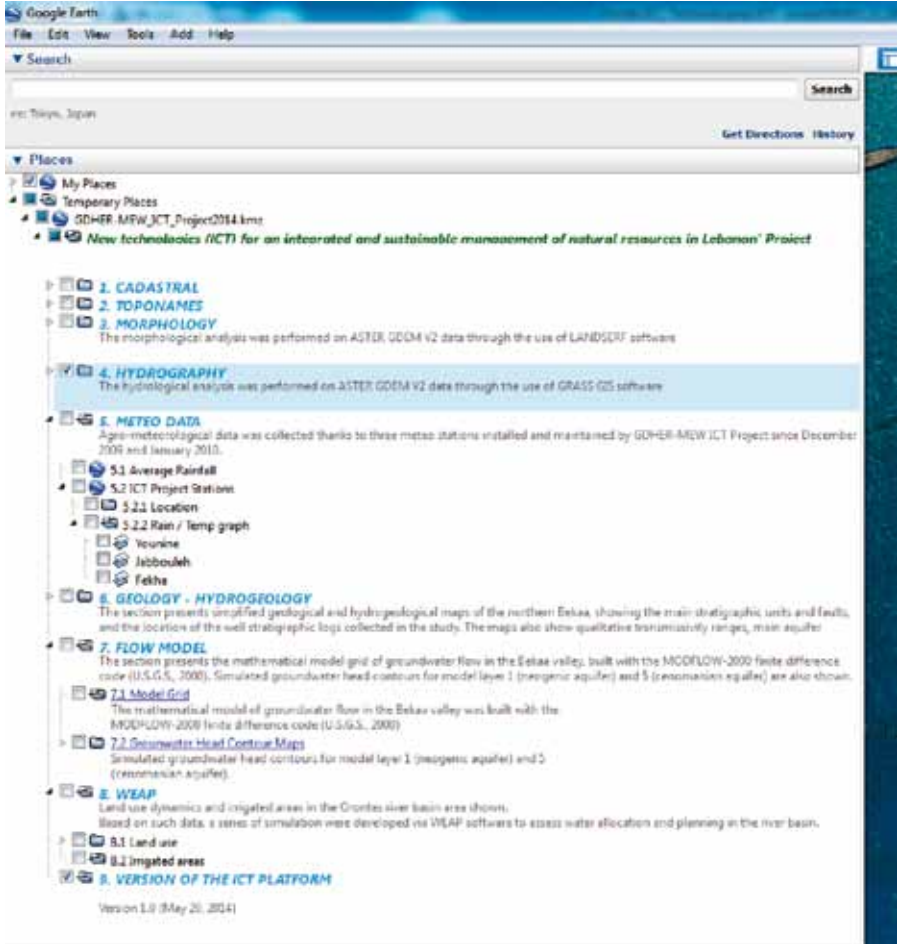 Google Earth
File Edit View Tools Add Help
Search
Search
ex: Tokyo, Japan
Get Directions History
Places
My Places
Temporary Places
GDHER-MEW_ICT_Project2014.kmz
New technologies (ICT) for an integrated and sustainable management of natural resources in Lebanon' Project
1. CADASTRAL
2. TOPONAMES
3. MORPHOLOGY
The morphological analysis was performed on ASTER GDEM V2 data through the use of LANDSERF software
4. HYDROGRAPHY
The hydrological analysis was performed on ASTER GDEM V2 data through the use of GRASS GIS software
5. METEO DATA
Agro-meteorological data was collected thanks to three meteo stations installed and maintained by GDHER-MEW ICT Project since December
2009 and January 2010.
5.1 Average Rainfall
5.2 ICT Project Stations
5.2.1 Location
5.2.2 Rain / Temp graph
Younine
Jabbouleh
Fekha
6. GEOLOGY - HYDROGEOLOGY
The section presents simplified geological and hydrogeological maps of the northern Bekaa, showing the main stratigraphic units and faults,
and the location of the well stratigraphic logs collected in the study. The maps also show qualitative transmissivity ranges, main aquifer
7. FLOW MODEL
The section presents the mathematical model grid of groundwater flow in the Bekaa valley, built with the MODFLOW-2000 finite difference
code (U.S.G.S., 2000). Simulated groundwater head contours for model layer 1 (neogenic aquifer) and 5 (cenomanian aquifer) are also shown.
7.1 Model Grid
The mathematical model of groundwater flow in the Bekaa valley was built with the
MODFLOW-2000 finite difference code (U.S.G.S., 2000)
7.2 Grounwater Head Contour Maps
Simulated groundwater head contours for model layer 1 (neogenic aquifer) and 5
(cenomanian aquifer).
8. WEAP
Land use dynamics and irrigated areas in the Orontes river basin area shown.
Based on such data, a series of simulation were developed via WEAP software to assess water allocation and planning in the river basin.
8.1 Land use
8.2 Irrigated areas
9. VERSION OF THE ICT PLATFORM
Version 1.0 (May 20, 2014)